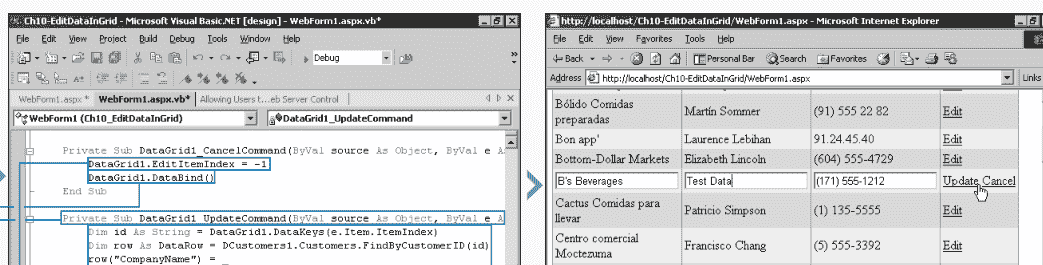 Ch10-EditDataInGrid - Microsoft Visual Basic.NET [design] - WebForm1.aspx.vb*
File Edit View Project Build Debug Tools Window Help
Debug
WebForm1.aspx * WebForm1.aspx.vb* Allowing Users t...eb Server Control
WebForm1 (Ch10_EditDataInGrid) DataGrid1_UpdateCommand
Private Sub DataGrid1_CancelCommand(ByVal source As Object, ByVal e A
DataGrid1.EditItemIndex = -1
DataGrid1.DataBind()
End Sub
Private Sub DataGrid1_UpdateCommand(ByVal source As Object, ByVal e A
Dim id As String = DataGrid1.DataKeys(e.Item.ItemIndex)
Dim row As DataRow = DCustomers1.Customers.FindByCustomerID(id)
row("CompanyName") = _
http://localhost/Ch10-EditDataInGrid/WebForm1.aspx - Microsoft Internet Explorer
File Edit View Favorites Tools Help
Back Personal Bar Search Favorites
Address http://localhost/Ch10-EditDataInGrid/WebForm1.aspx Links
Bólido Comidas
preparadas Martín Sommer (91) 555 22 82 Edit
Bon app' Laurence Lebihan 91.24.45.40 Edit
Bottom-Dollar Markets Elizabeth Lincoln (604) 555-4729 Edit
B's Beverages Test Data (171) 555-1212 Update Cancel
Cactus Comidas para
llevar Patricio Simpson (1) 135-5555 Edit
Centro comercial
Moctezuma Francisco Chang (5) 555-3392 Edit